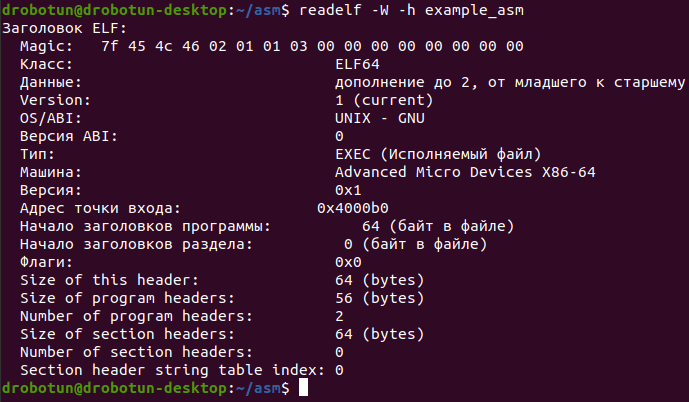 drobotun@drobotun-desktop:~/asm$ readelf -W -h example_asm
Заголовок ELF:
  Magic:   7f 45 4c 46 02 01 01 03 00 00 00 00 00 00 00 00
  Класс:                             ELF64
  Данные:                            дополнение до 2, от младшего к старшему
  Version:                           1 (current)
  OS/ABI:                            UNIX - GNU
  Версия ABI:                        0
  Тип:                               EXEC (Исполняемый файл)
  Машина:                            Advanced Micro Devices X86-64
  Версия:                            0x1
  Адрес точки входа:               0x4000b0
  Начало заголовков программы:          64 (байт в файле)
  Начало заголовков раздела:          0 (байт в файле)
  Флаги:                             0x0
  Size of this header:               64 (bytes)
  Size of program headers:           56 (bytes)
  Number of program headers:         2
  Size of section headers:           64 (bytes)
  Number of section headers:         0
  Section header string table index: 0
drobotun@drobotun-desktop:~/asm$